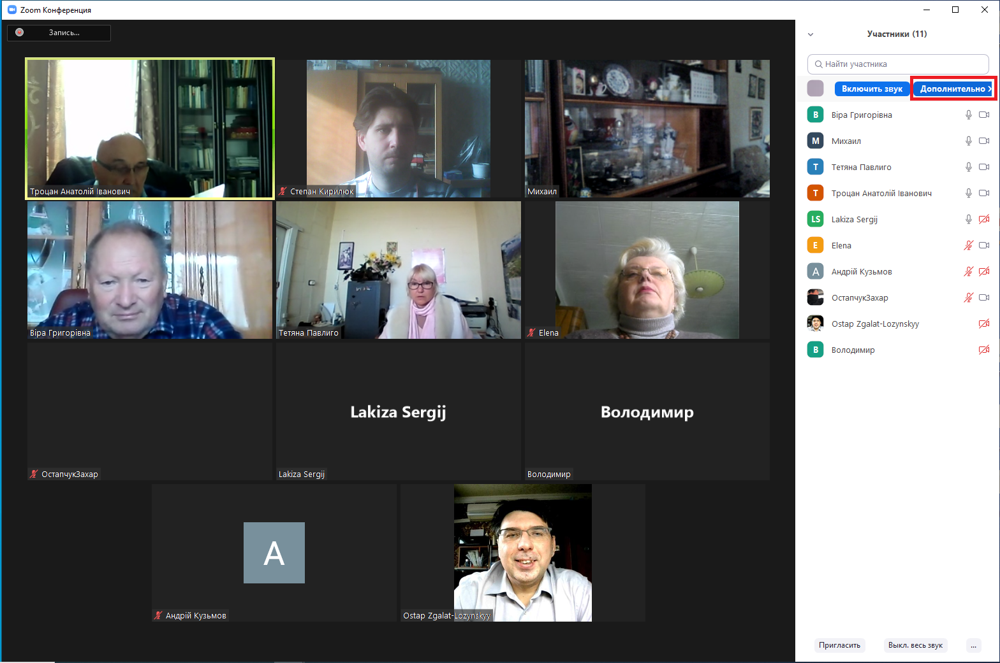 Zoom Конференция
Запись...
Троцан Анатолій Іванович
Степан Кирилюк
Михаил
Віра Григорівна
Тетяна Павлиго
Elena
ОстапчукЗахар
Lakiza Sergij
Lakiza Sergij
Володимир
Володимир
А
Андрій Кузьмов
Ostap Zgalat-Lozynskyy
Участники (11)
Найти участника
Включить звук
Дополнительно
В Віра Григорівна
М Михаил
Т Тетяна Павлиго
Т Троцан Анатолій Іванович
LS Lakiza Sergij
E Elena
А Андрій Кузьмов
ОстапчукЗахар
Ostap Zgalat-Lozynskyy
В Володимир
Пригласить
Выкл. весь звук
...